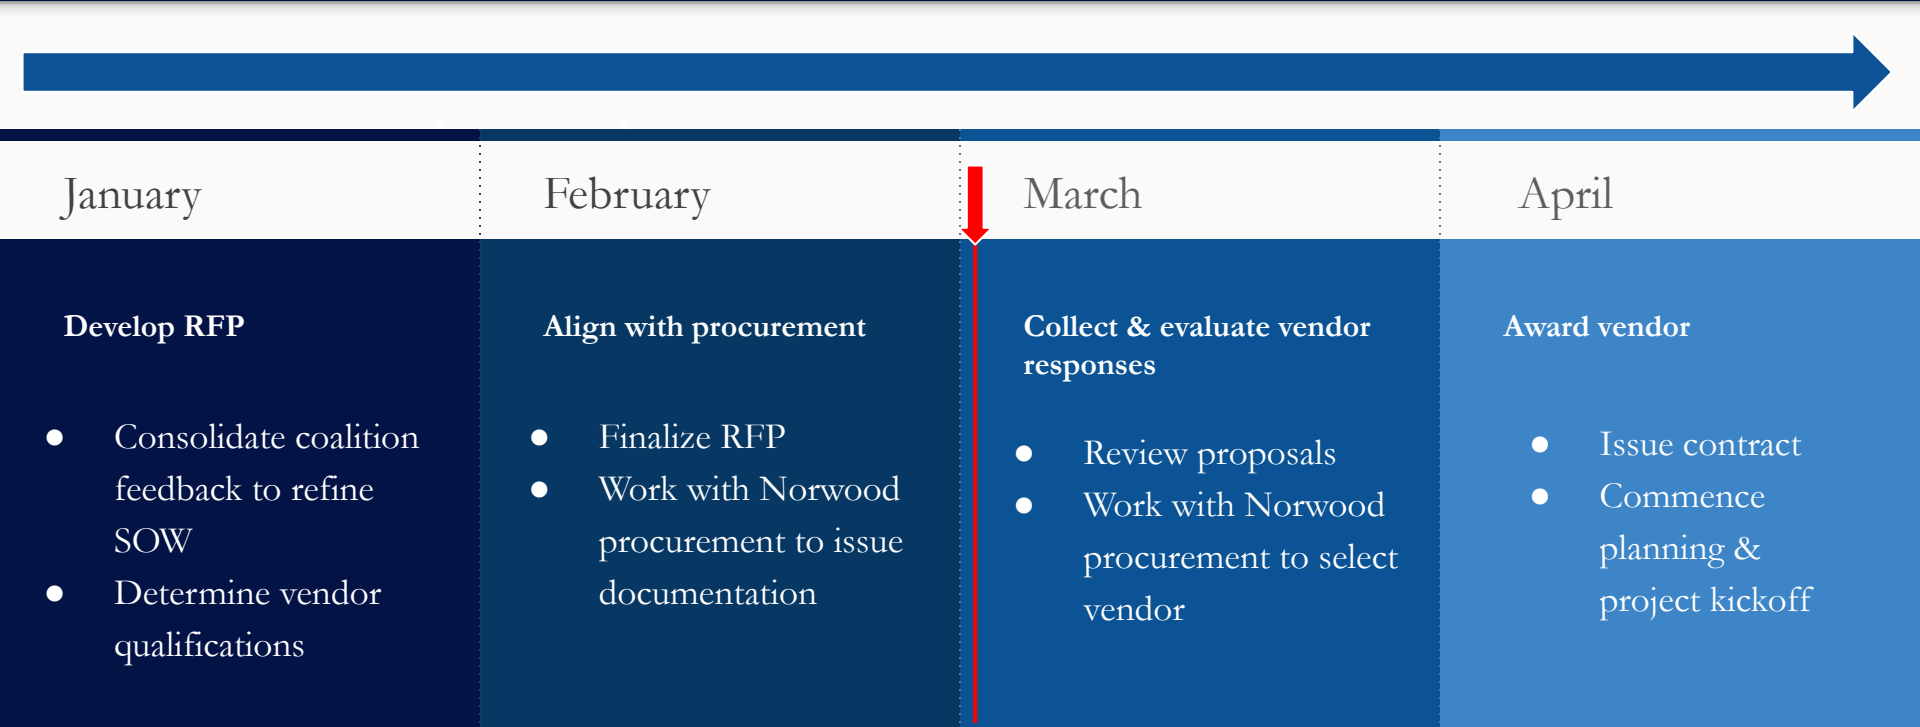 January
February
March
April
Develop RFP
● Consolidate coalition
feedback to refine
SOW
● Determine vendor
qualifications
Align with procurement
● Finalize RFP
● Work with Norwood
procurement to issue
documentation
Collect & evaluate vendor
responses
● Review proposals
● Work with Norwood
procurement to select
vendor
Award vendor
● Issue contract
● Commence
planning &
project kickoff